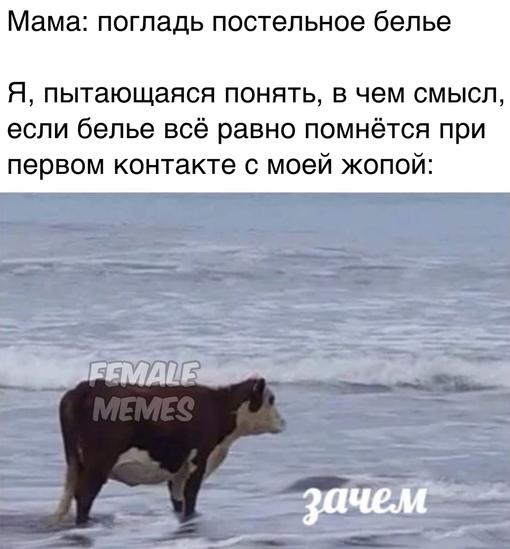 Мама: погладь постельное белье
Я, пытающаяся понять, в чем смысл,
если белье всё равно помнётся при
первом контакте с моей жопой:
FEMALE
MEMES
зачем